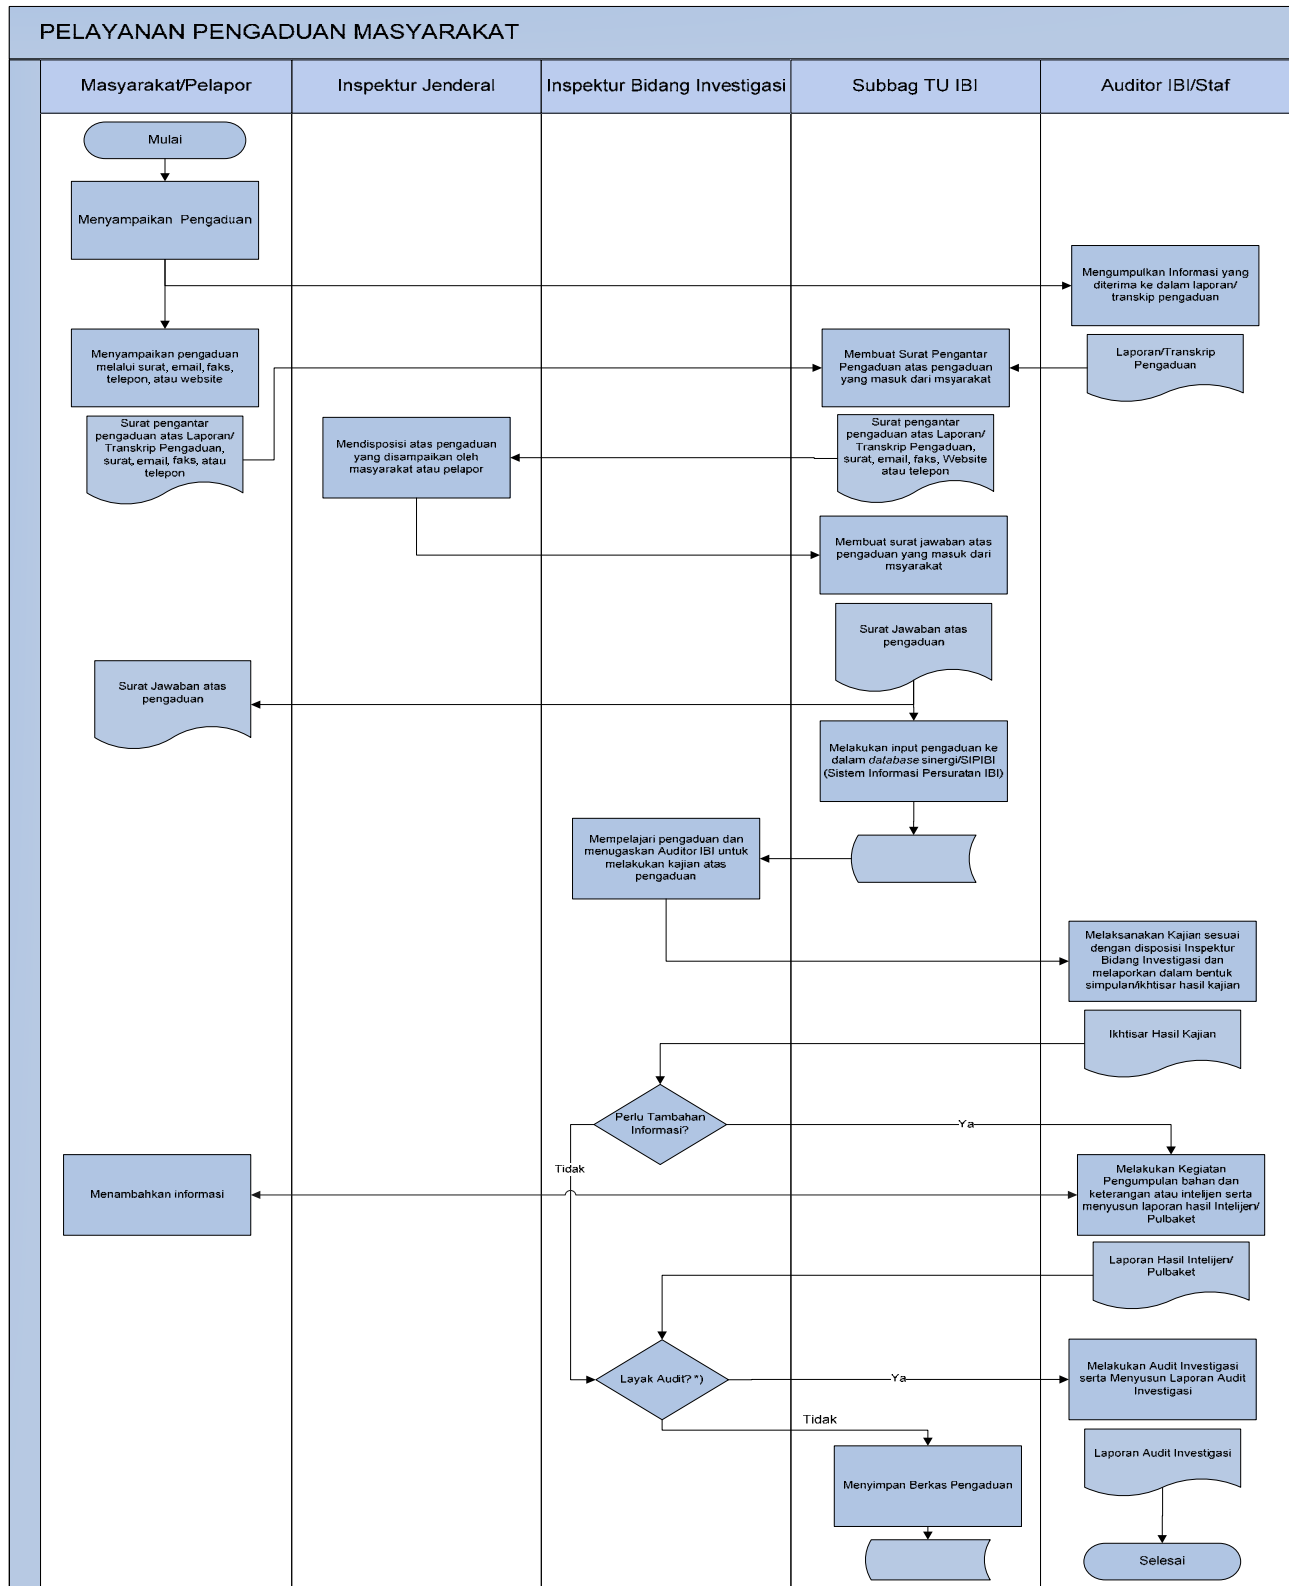 PELAYANAN PENGADUAN MASYARAKAT
Masyarakat/Pelapor
Inspektur Jenderal
Inspektur Bidang Investigasi
Subbag TU IBI
Auditor IBI/Staf
Mulai
Menyampaikan Pengaduan
Mengumpulkan Informasi yang
diterima ke dalam laporan/
transkip pengaduan
Menyampaikan pengaduan
melalui surat, email, faks,
telepon, atau website
Membuat Surat Pengantar
Pengaduan atas pengaduan
yang masuk dari msyarakat
Laporan/Transkrip
Pengaduan
Surat pengantar
pengaduan atas Laporan/
Transkrip Pengaduan,
surat, email, faks, atau
telepon
Mendisposisi atas pengaduan
yang disampaikan oleh
masyarakat atau pelapor
Surat pengantar
pengaduan atas Laporan/
Transkrip Pengaduan,
surat, email, faks, Website
atau telepon
Membuat surat jawaban atas
pengaduan yang masuk dari
msyarakat
Surat Jawaban atas
pengaduan
Surat Jawaban atas
pengaduan
Melakukan input pengaduan ke
dalam database sinergi/SIPIBI
(Sistem Informasi Persuratan IBI)
Mempelajari pengaduan dan
menugaskan Auditor IBI untuk
melakukan kajian atas
pengaduan
Melaksanakan Kajian sesuai
dengan disposisi Inspektur
Bidang Investigasi dan
melaporkan dalam bentuk
simpulan/ikhtisar hasil kajian
Ikhtisar Hasil Kajian
Perlu Tambahan
Informasi?
Ya
Tidak
Menambahkan informasi
Melakukan Kegiatan
Pengumpulan bahan dan
keterangan atau intelijen serta
menyusun laporan hasil Intelijen/
Pulbaket
Laporan Hasil Intelijen/
Pulbaket
Layak Audit? *)
Ya
Melakukan Audit Investigasi
serta Menyusun Laporan Audit
Investigasi
Tidak
Menyimpan Berkas Pengaduan
Laporan Audit Investigasi
Selesai